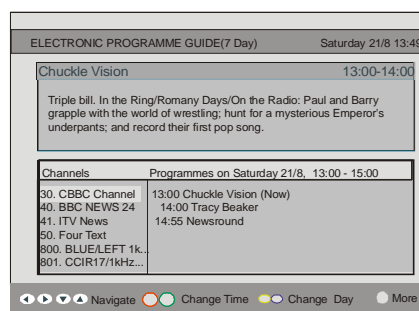 ELECTRONIC PROGRAMME GUIDE(7 Day) Saturday 21/8 13:49
Chuckle Vision 13:00-14:00
Triple bill. In the Ring/Romany Days/On the Radio: Paul and Barry
grapple with the world of wrestling; hunt for a mysterious Emperor's
underpants; and record their first pop song.
Channels Programmes on Saturday 21/8, 13:00 - 15:00
30. CBBC Channel 13:00 Chuckle Vision (Now)
40. BBC NEWS 24 14:00 Tracy Beaker
41. ITV News 14:55 Newsround
50. Four Text
800. BLUE/LEFT 1k...
801. CCIR17/1kHz...
Navigate Change Time Change Day More